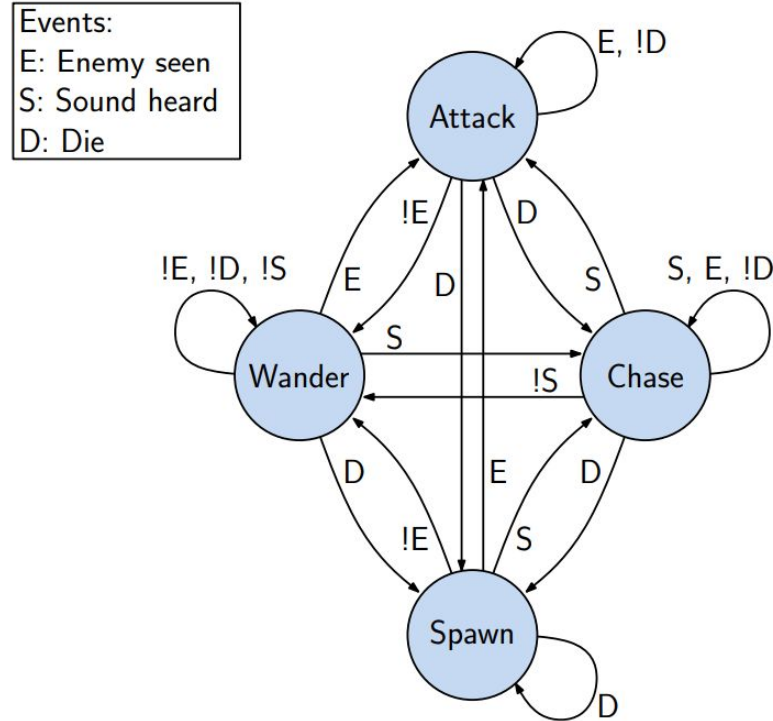 Events:
E: Enemy seen
S: Sound heard
D: Die
E, !D
Attack
!E
D
E
D
S
!E, !D, !S
S, E, !D
S
Wander
Chase
!S
D
E
D
!E
S
Spawn
D